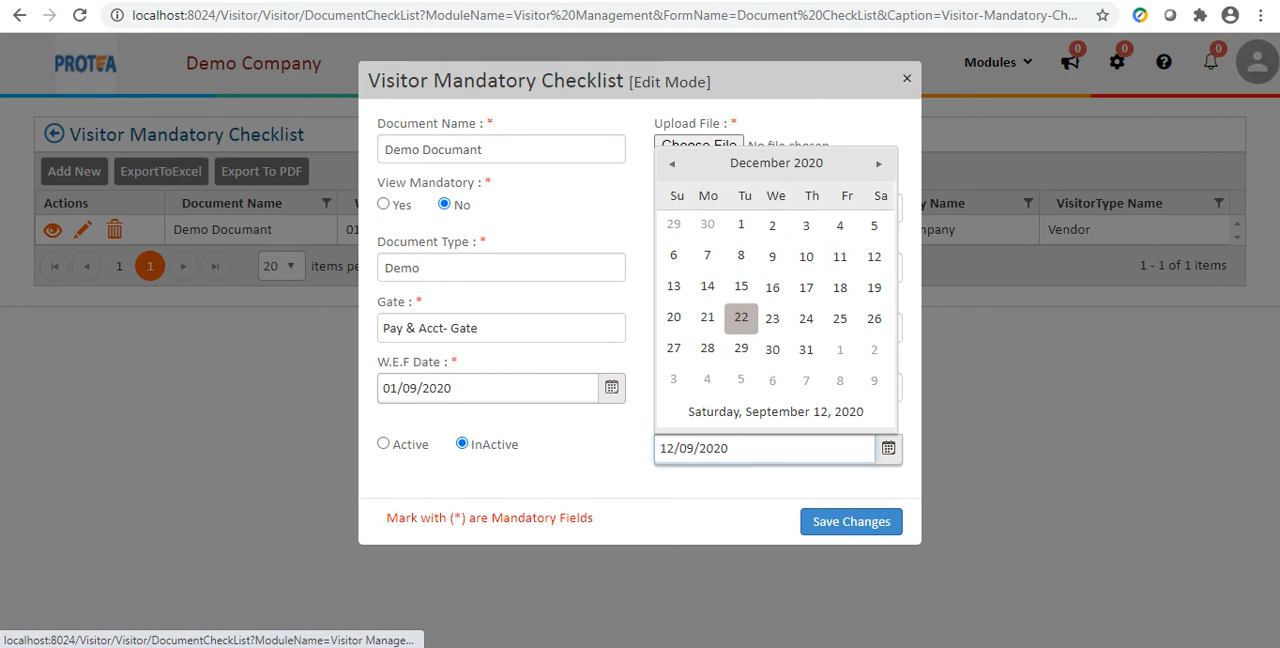 localhost:8024/Visitor/Visitor/DocumentCheckList?ModuleName=Visitor%20Management&FormName=Document%20CheckList&Caption=Visitor-Mandatory-Ch...
PROTEA
Demo Company
Modules
0
0
0
Visitor Mandatory Checklist
Add New
ExportToExcel
Export To PDF
Actions
Document Name
y Name
VisitorType Name
Demo Documant
01
mpany
Vendor
1
1
20
items pe
1 - 1 of 1 items
Visitor Mandatory Checklist [Edit Mode]
×
Document Name : *
Demo Documant
View Mandatory : *
Yes
No
Document Type : *
Demo
Gate : *
Pay & Acct- Gate
W.E.F Date : *
01/09/2020
Active
InActive
Upload File : *
Choose File No file chosen
December 2020
Su Mo Tu We Th Fr Sa
29 30 1 2 3 4 5
6 7 8 9 10 11 12
13 14 15 16 17 18 19
20 21 22 23 24 25 26
27 28 29 30 31 1 2
3 4 5 6 7 8 9
Saturday, September 12, 2020
12/09/2020
Mark with (*) are Mandatory Fields
Save Changes
localhost:8024/Visitor/Visitor/DocumentCheckList?ModuleName=Visitor Manage...